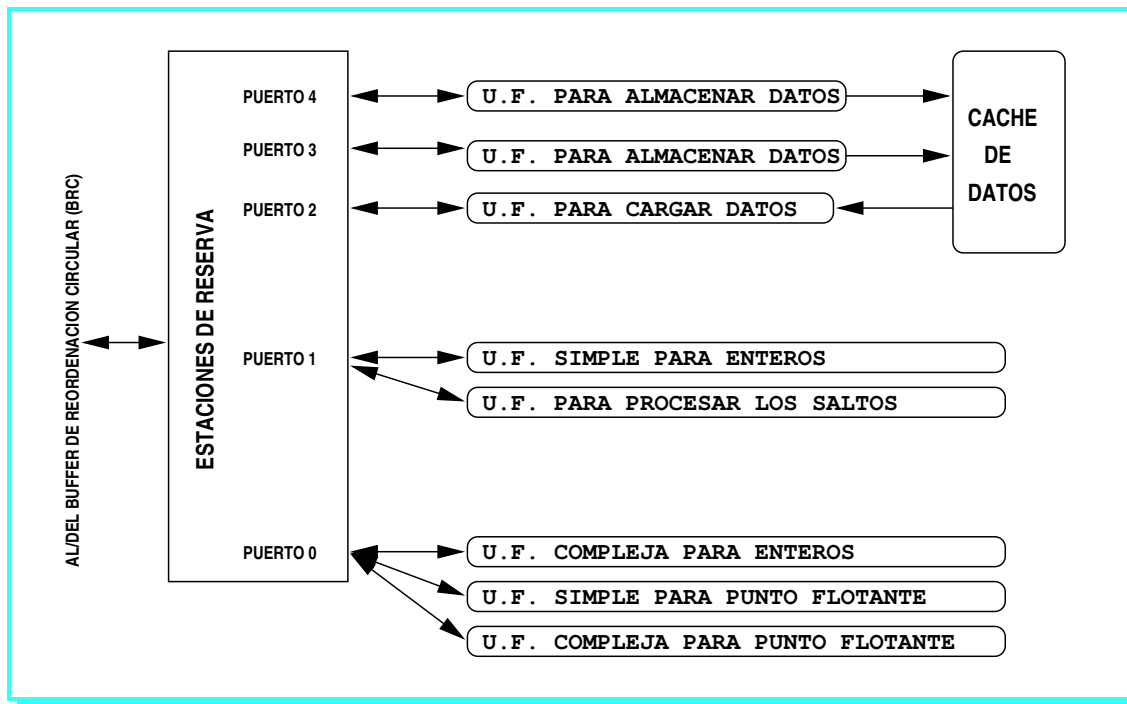 AL/DEL BUFFER DE REORDENACION CIRCULAR (BRC)
ESTACIONES DE RESERVA
PUERTO 4
U.F. PARA ALMACENAR DATOS
PUERTO 3
U.F. PARA ALMACENAR DATOS
PUERTO 2
U.F. PARA CARGAR DATOS
CACHE
DE
DATOS
PUERTO 1
U.F. SIMPLE PARA ENTEROS
U.F. PARA PROCESAR LOS SALTOS
PUERTO 0
U.F. COMPLEJA PARA ENTEROS
U.F. SIMPLE PARA PUNTO FLOTANTE
U.F. COMPLEJA PARA PUNTO FLOTANTE